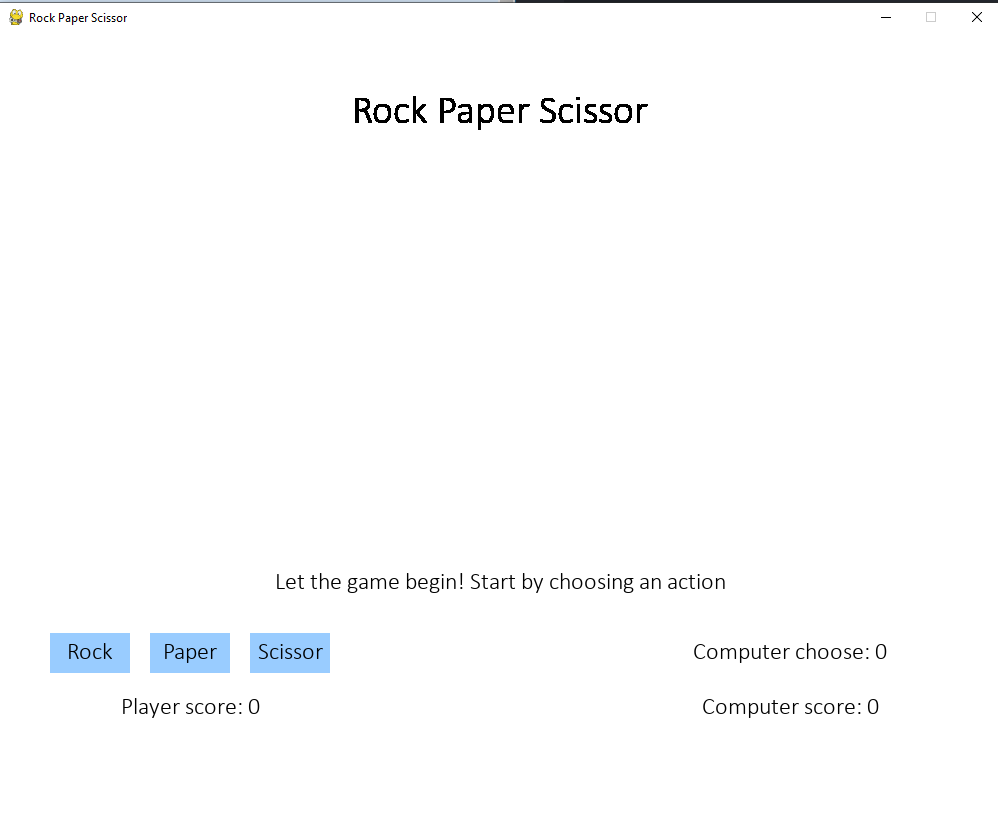 Rock Paper Scissor
Rock Paper Scissor
Let the game begin! Start by choosing an action
Rock Paper Scissor Computer choose: 0
Player score: 0 Computer score: 0